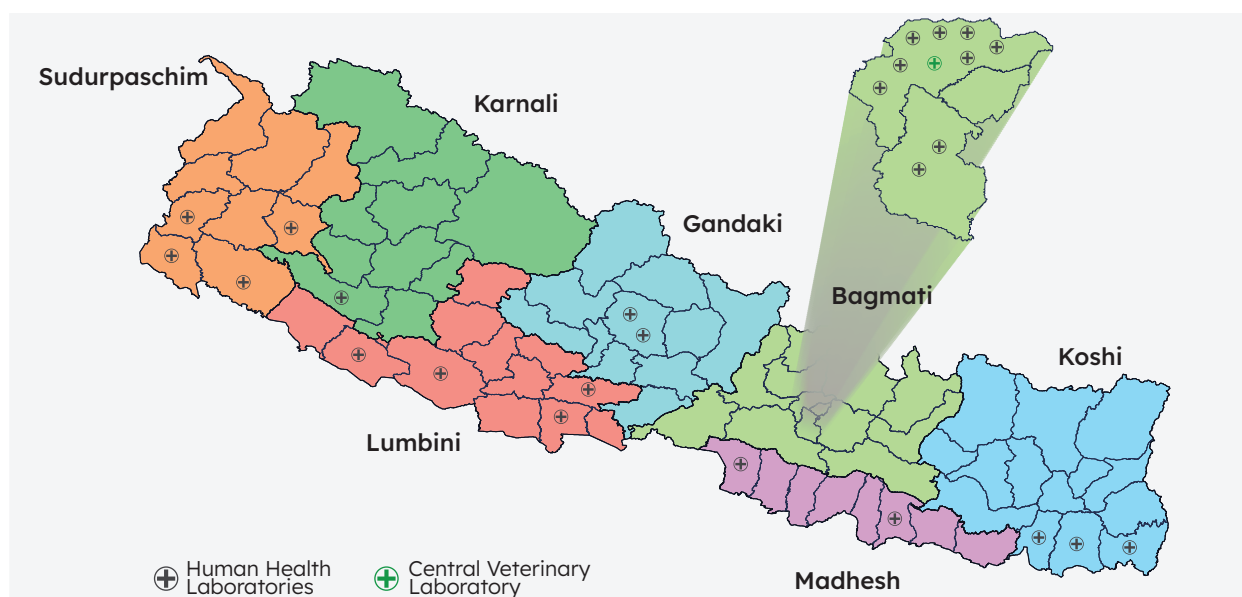 Sudurpaschim
Karnali
Gandaki
Bagmati
Koshi
Lumbini
Madhesh
Human Health
Laboratories
Central Veterinary
Laboratory